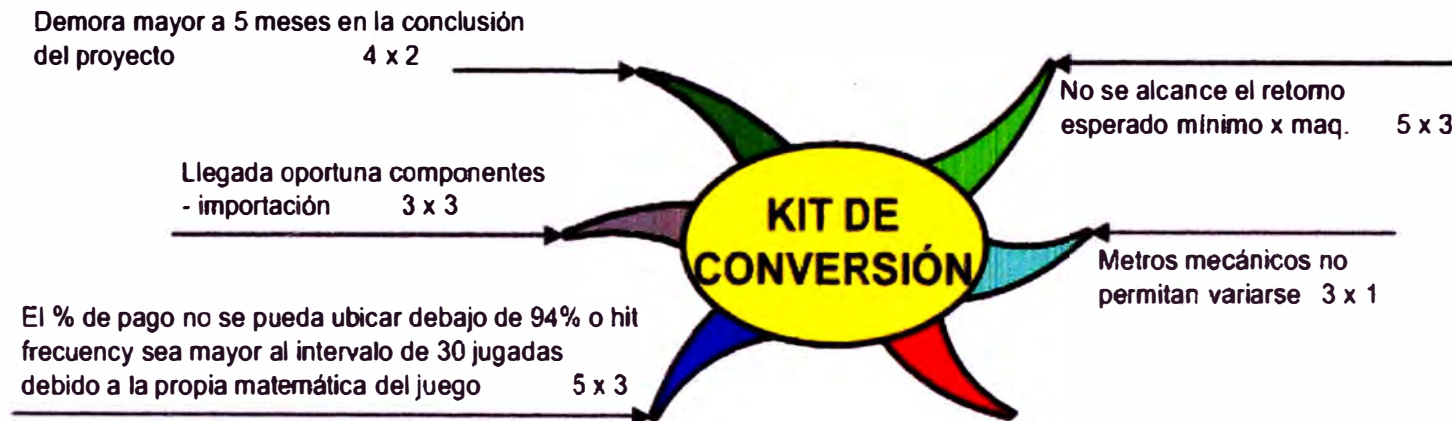 Demora mayor a 5 meses en la conclusión
del proyecto 4 x 2
No se alcance el retorno
esperado mínimo x maq. 5 x 3
Llegada oportuna componentes
- importación 3 x 3
KIT DE
CONVERSIÓN
Metros mecánicos no
permitan variarse 3 x 1
El % de pago no se pueda ubicar debajo de 94% o hit
frecuency sea mayor al intervalo de 30 jugadas
debido a la propia matemática del juego 5 x 3